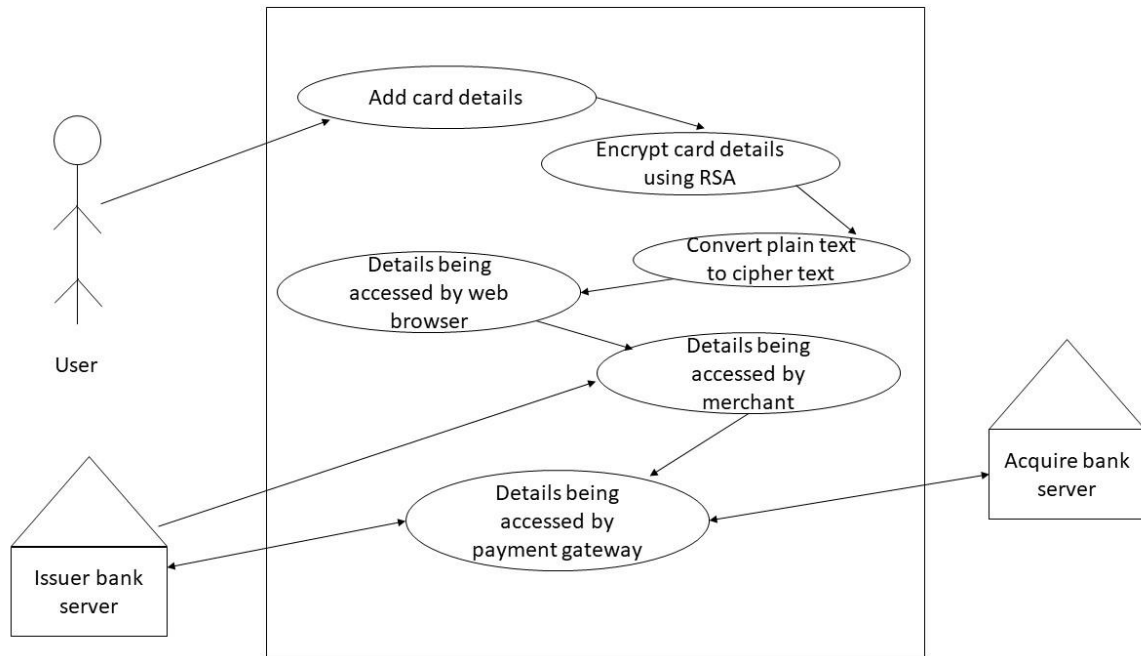 Add card details
Encrypt card details
using RSA
Convert plain text
to cipher text
Details being
accessed by web
browser
User
Details being
accessed by
merchant
Acquire bank
server
Details being
accessed by
payment gateway
Issuer bank
server